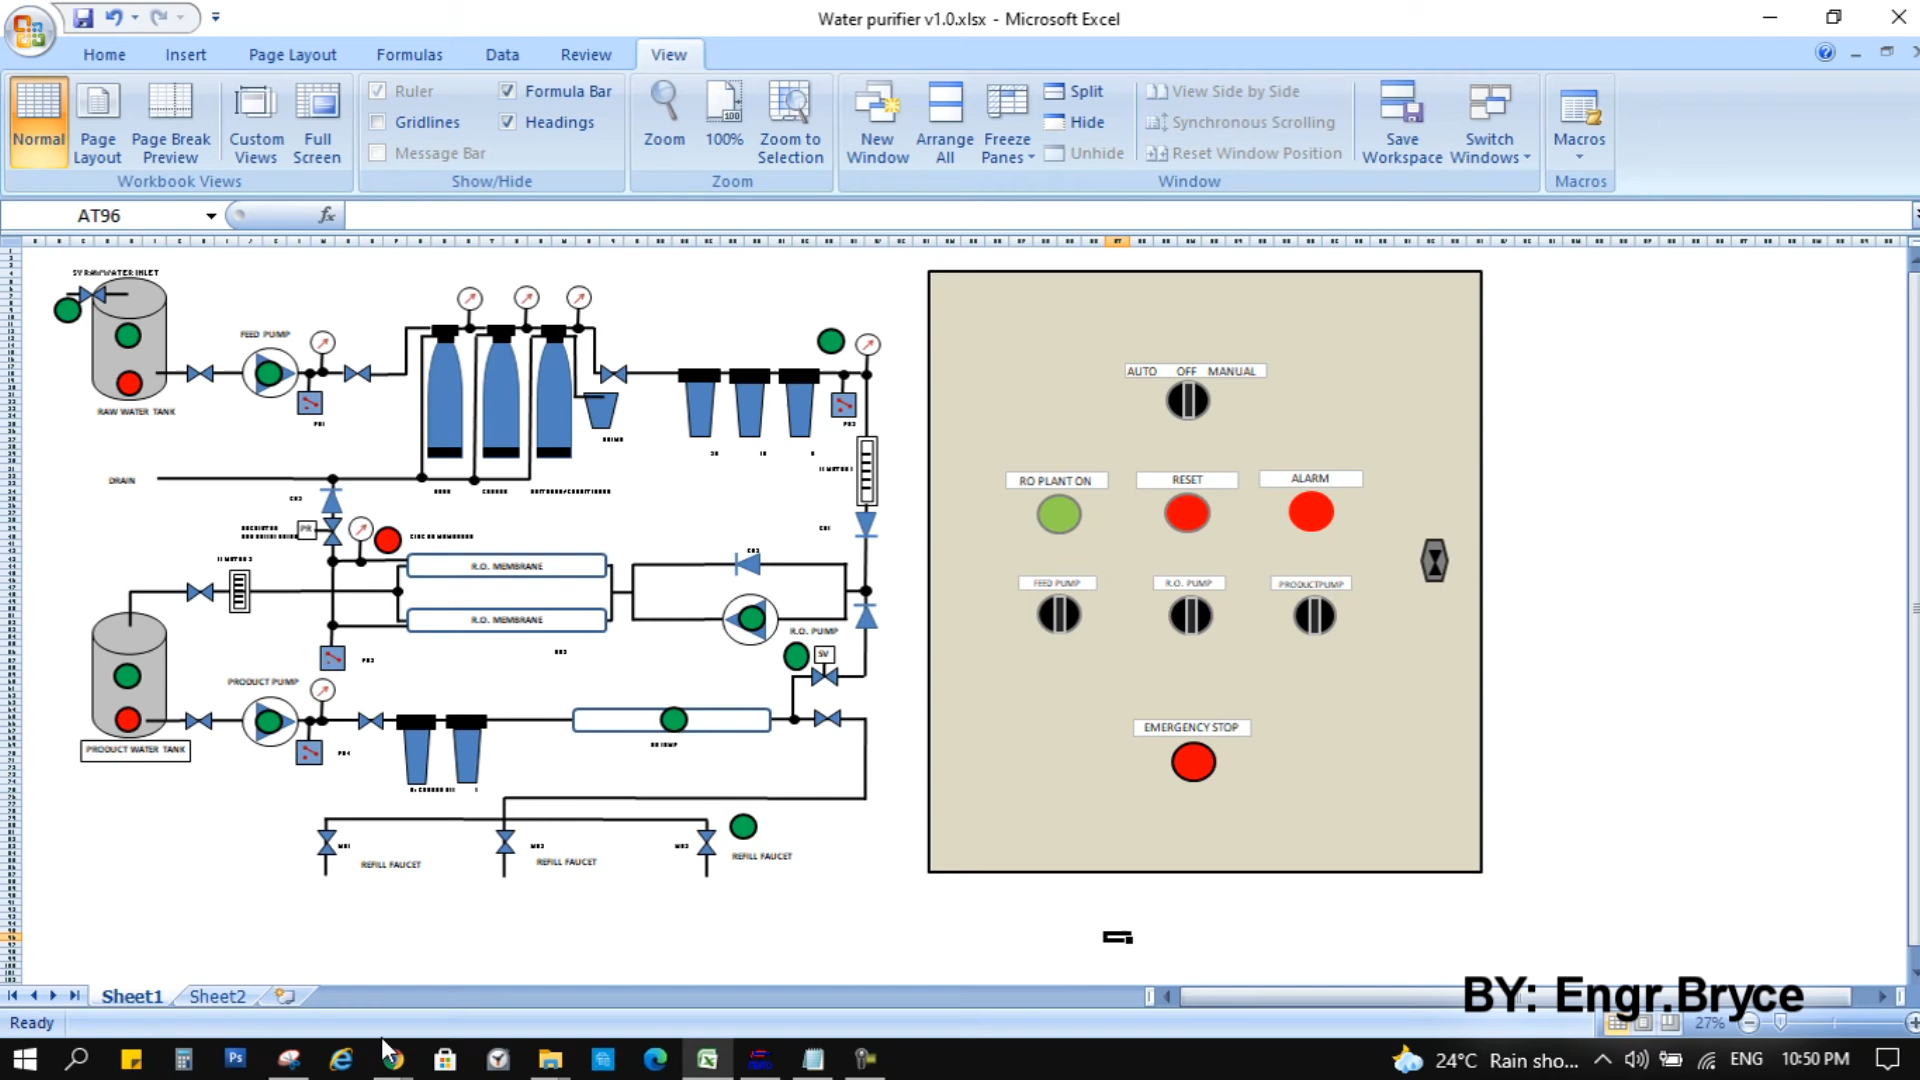 Water purifier v1.0.xlsx - Microsoft Excel
Home Insert Page Layout Formulas Data Review View
Normal
Page Layout
Page Break Preview
Custom Views
Full Screen
Workbook Views
Ruler
Gridlines
Message Bar
Formula Bar
Headings
Show/Hide
Zoom
100%
Zoom to Selection
Zoom
New Window
Arrange All
Freeze Panes
Split
Hide
Unhide
View Side by Side
Synchronous Scrolling
Reset Window Position
Save Workspace
Switch Windows
Window
Macros
Macros
AT96
fx
FEED PUMP
RAW WATER TANK
DRAIN
R.O. MEMBRANE
R.O. MEMBRANE
PR
R.O. PUMP
SV
PRODUCT PUMP
PRODUCT WATER TANK
REFILL FAUCET
REFILL FAUCET
REFILL FAUCET
AUTO OFF MANUAL
RO PLANT ON
RESET
ALARM
FEED PUMP
R.O. PUMP
PRODUCTPUMP
EMERGENCY STOP
Sheet1 Sheet2
BY: Engr.Bryce
Ready
27%
24°C Rain sho...
ENG
10:50 PM